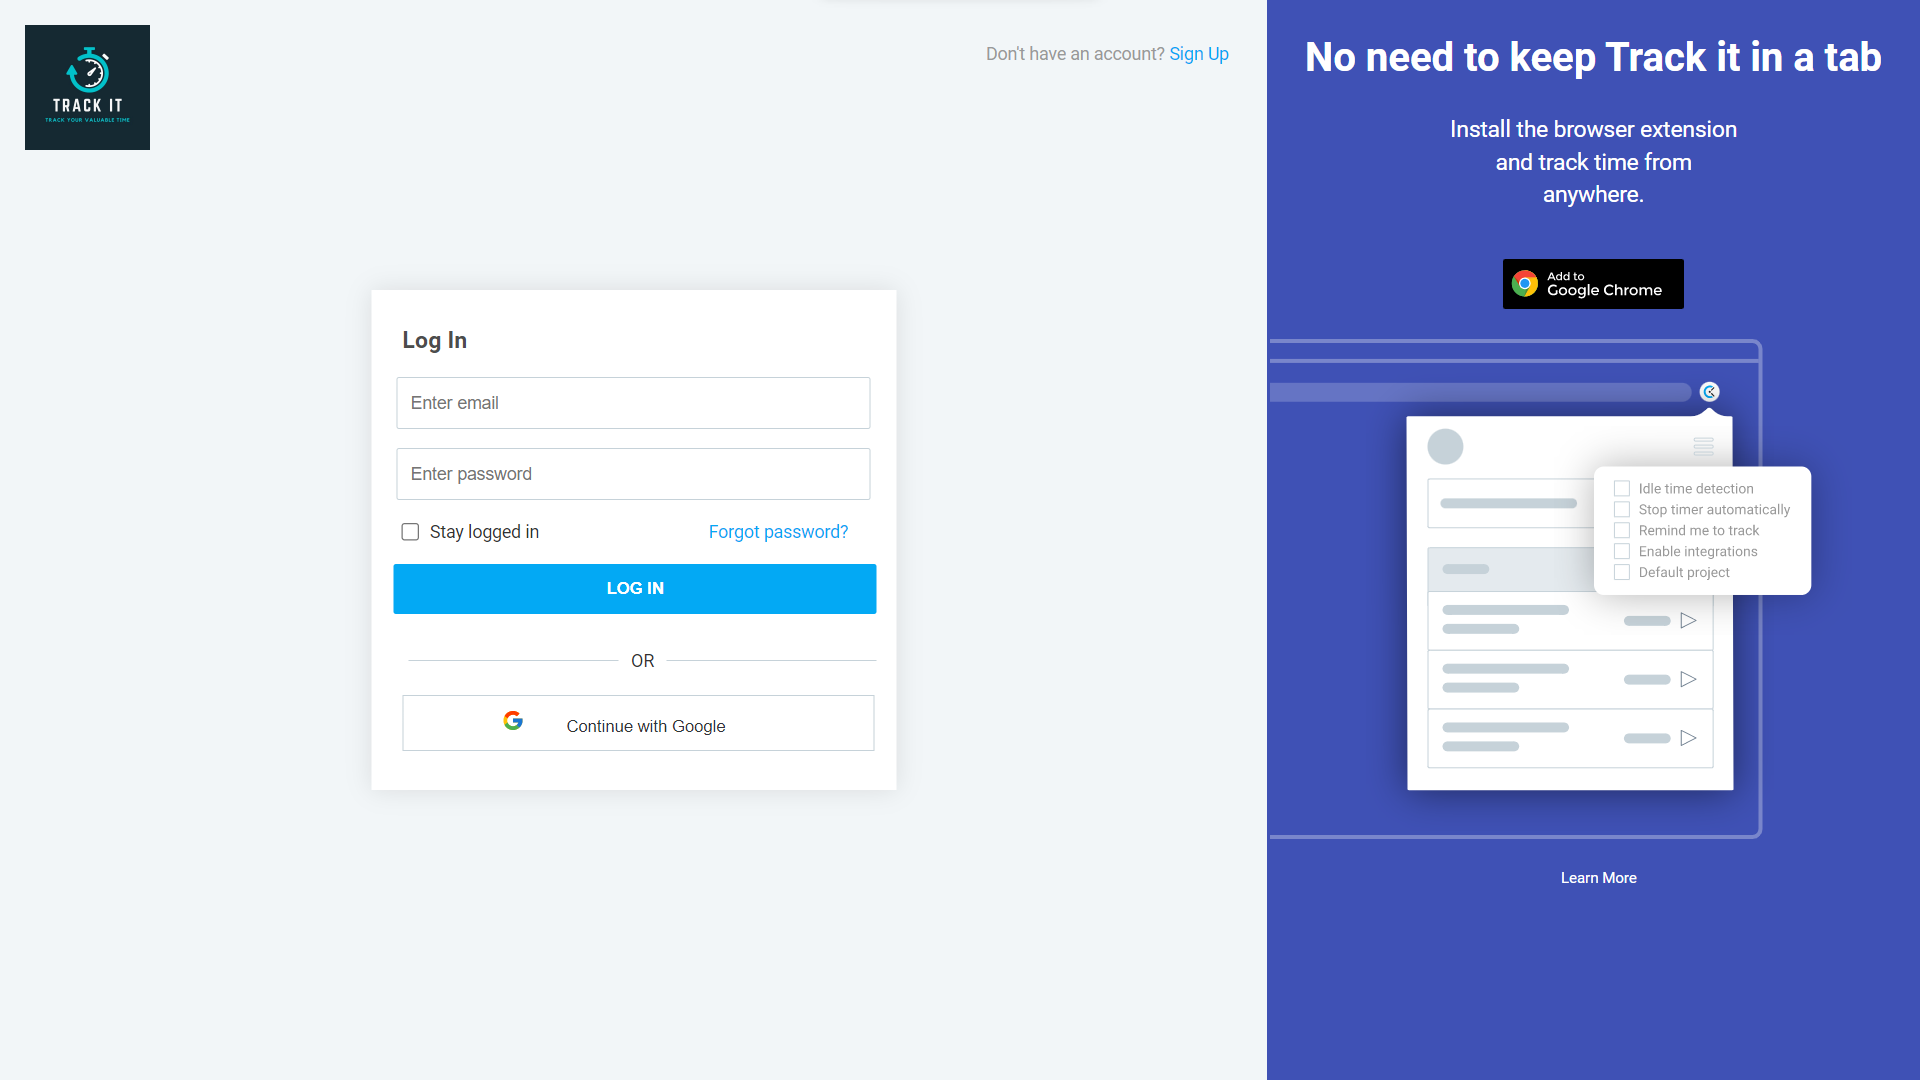 TRACK IT
TRACK YOUR VALUABLE TIME
Don't have an account? Sign Up
Log In
Enter email
Enter password
Stay logged in
Forgot password?
LOG IN
OR
Continue with Google
No need to keep Track it in a tab
Install the browser extension
and track time from
anywhere.
Add to
Google Chrome
Idle time detection
Stop timer automatically
Remind me to track
Enable integrations
Default project
Learn More